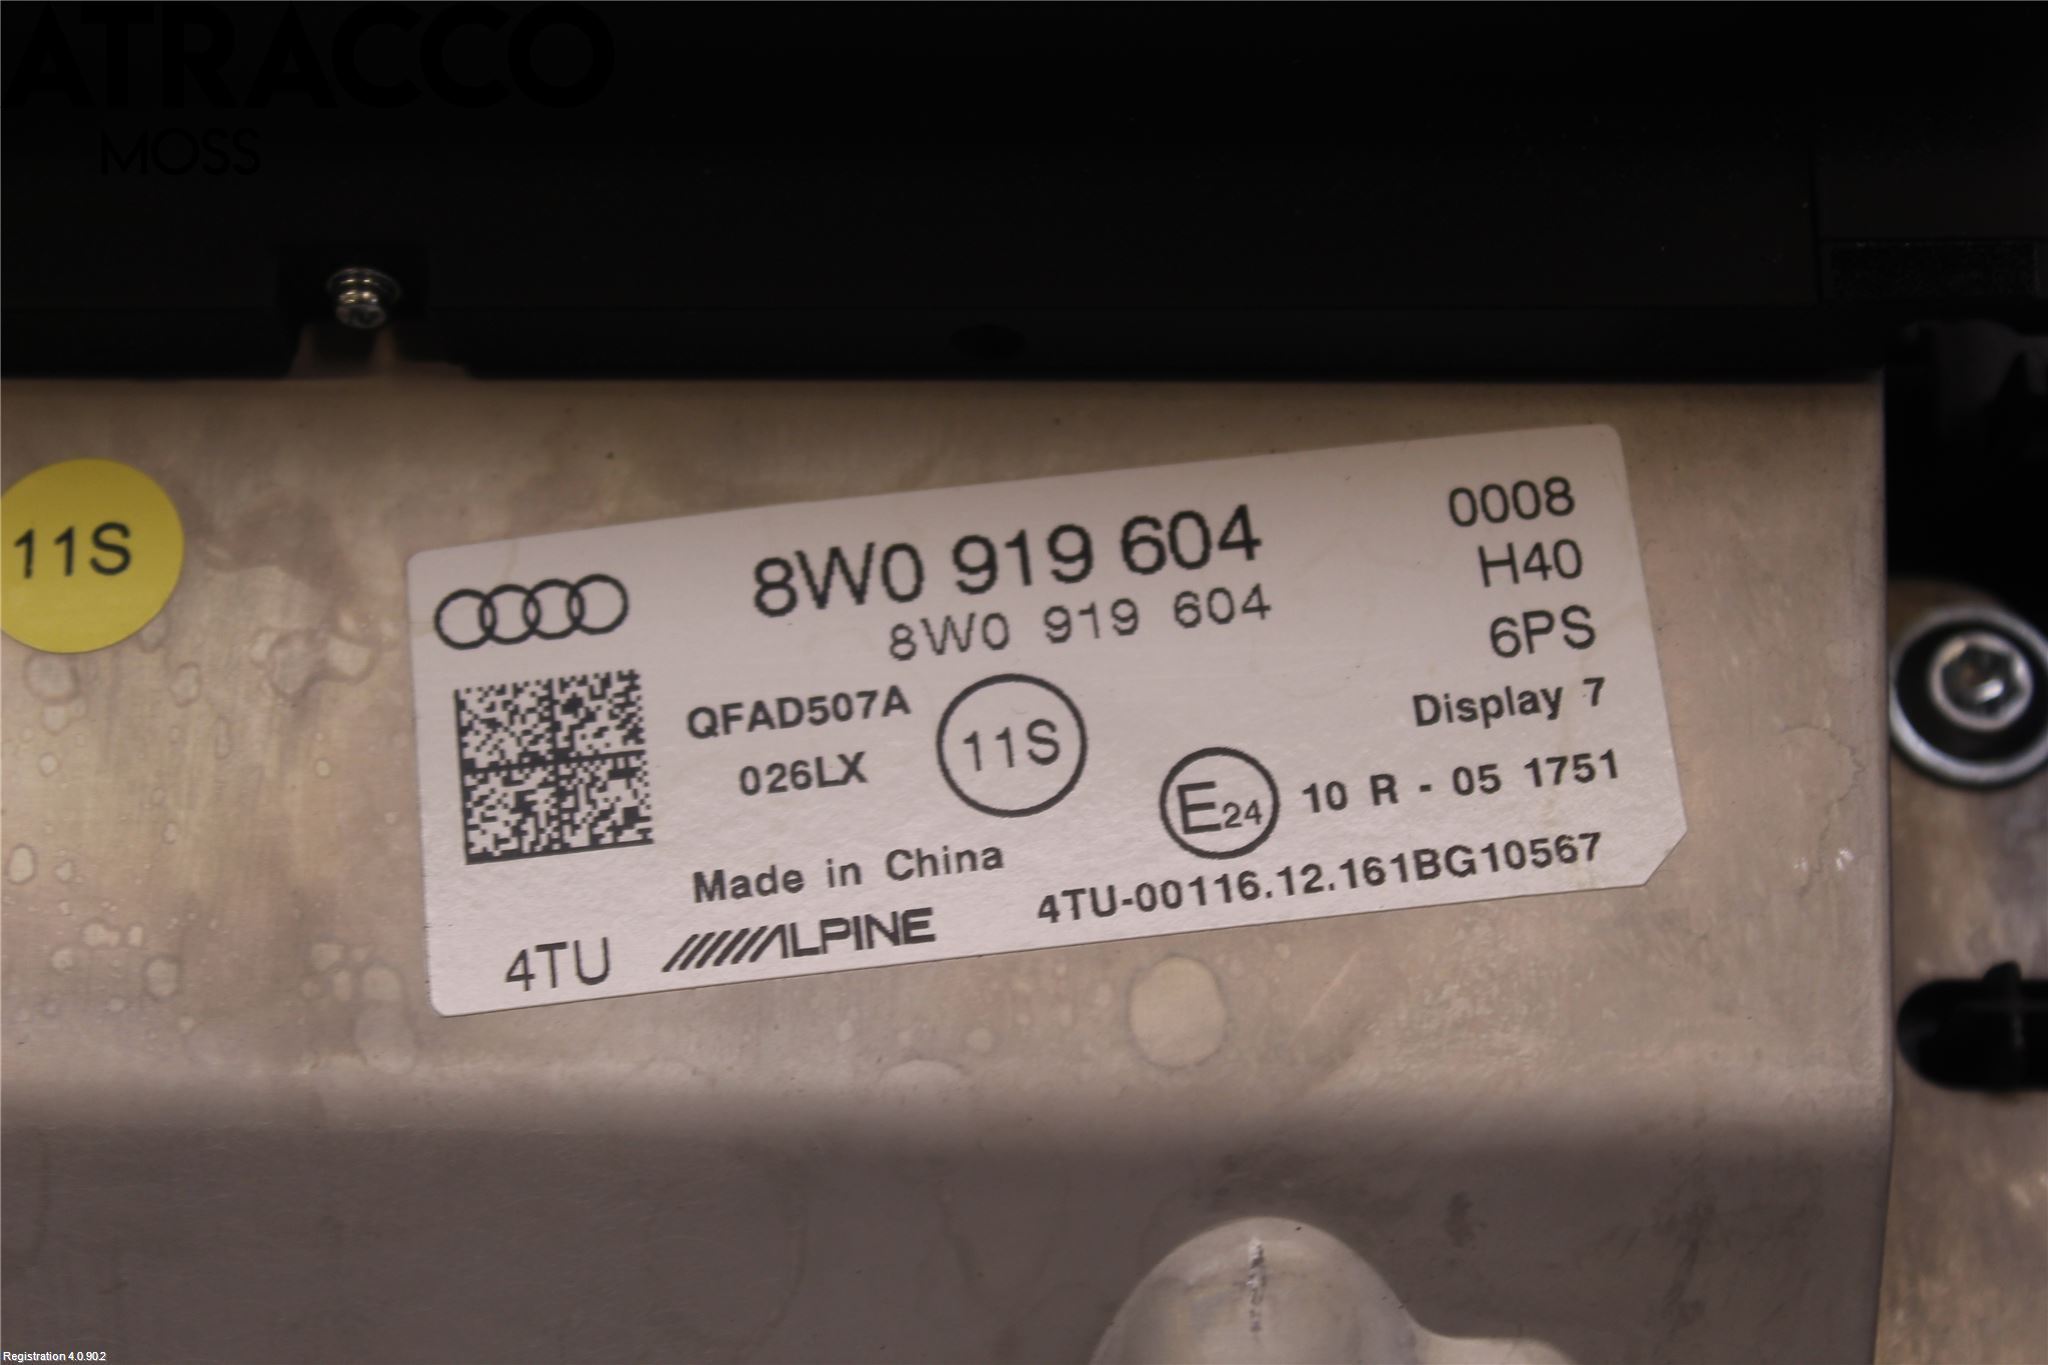 ATRACCO
MOSS
11S
8W0 919 604
8W0 919 604
0008
H40
6PS
QFAD507A
026LX
11S
Display 7
E24
10 R - 05 1751
Made in China
4TU
ALPINE
4TU-00116.12.161BG10567
Registration 4.0.90.2